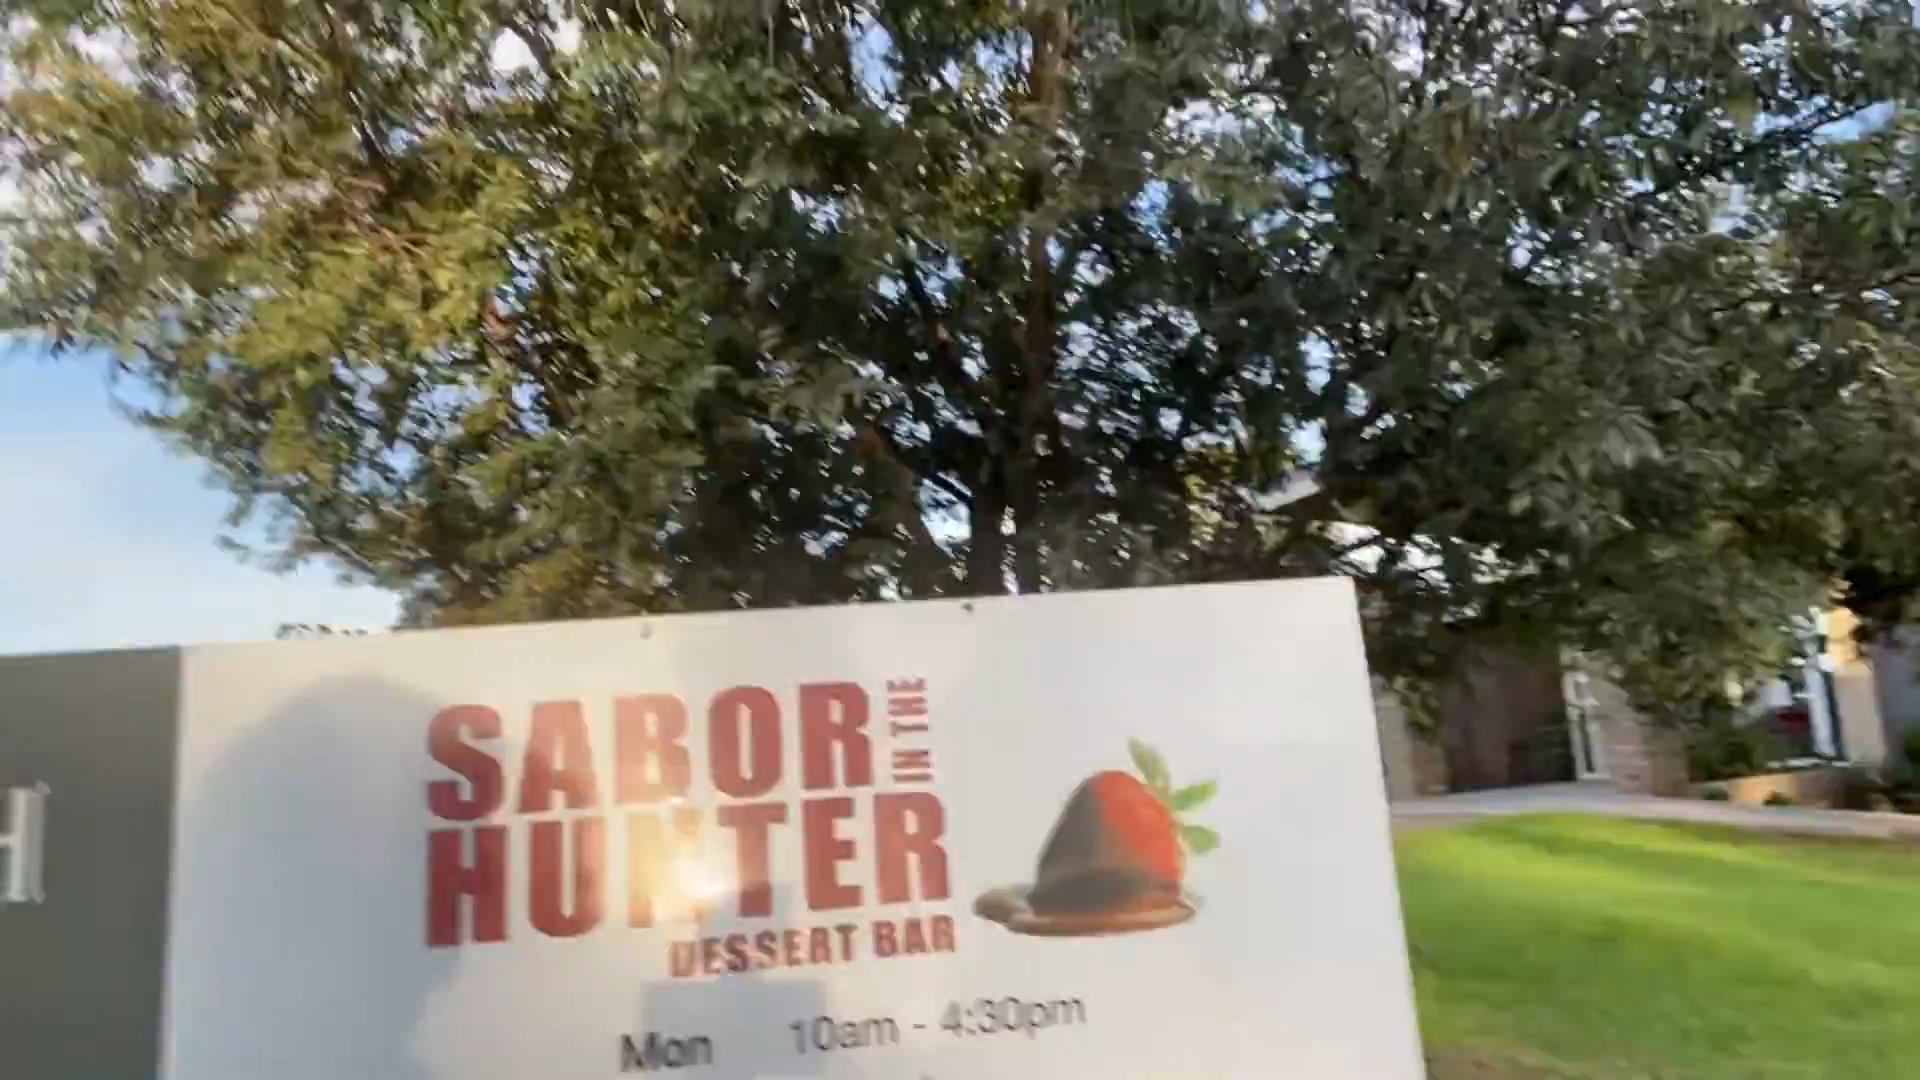 SABOR IN THE
HUNTER
DESSERT BAR
Mon 10am - 4:30pm
H